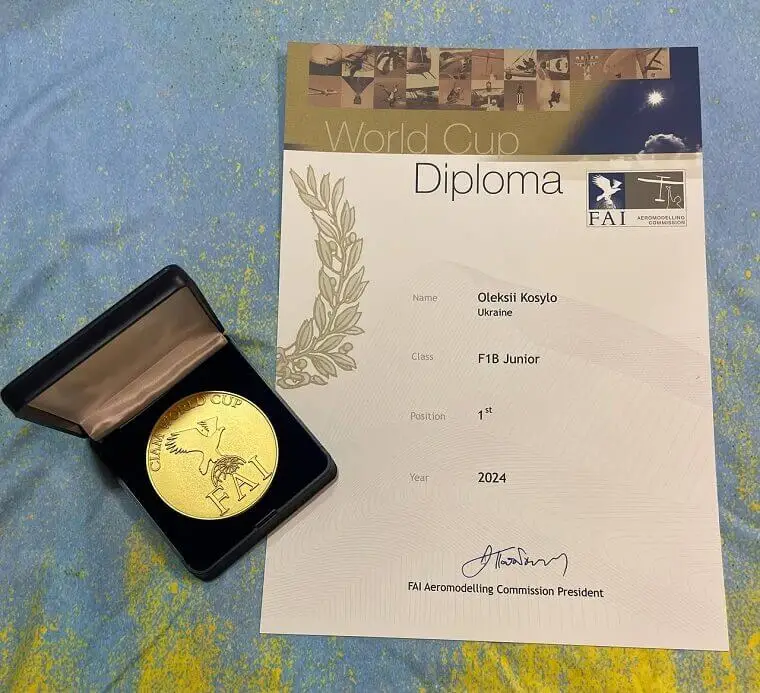 World Cup
Diploma
FAI AEROMODELLING
COMMISSION
Name Oleksii Kosylo
Ukraine
Class F1B Junior
Position 1st
Year 2024
FAI Aeromodelling Commission President
CIAM WORLD CUP
FAI